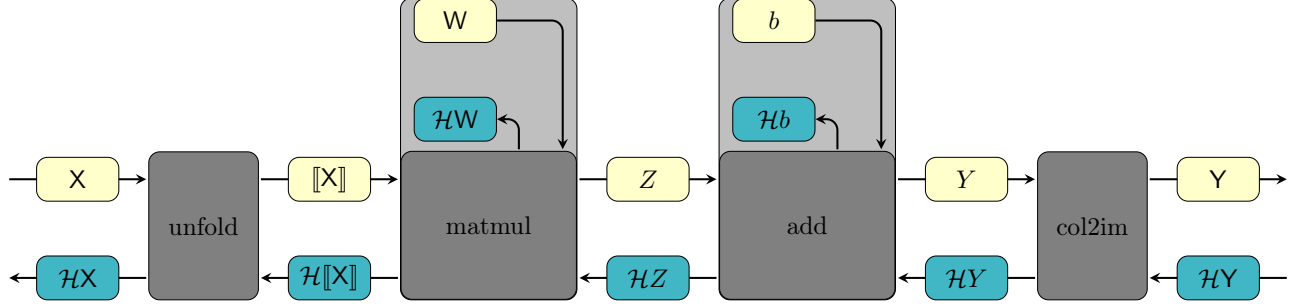 W
b
ℋW
ℋb
X
⟦X⟧
Z
Y
Y
unfold
matmul
add
col2im
ℋX
ℋ⟦X⟧
ℋZ
ℋY
ℋY